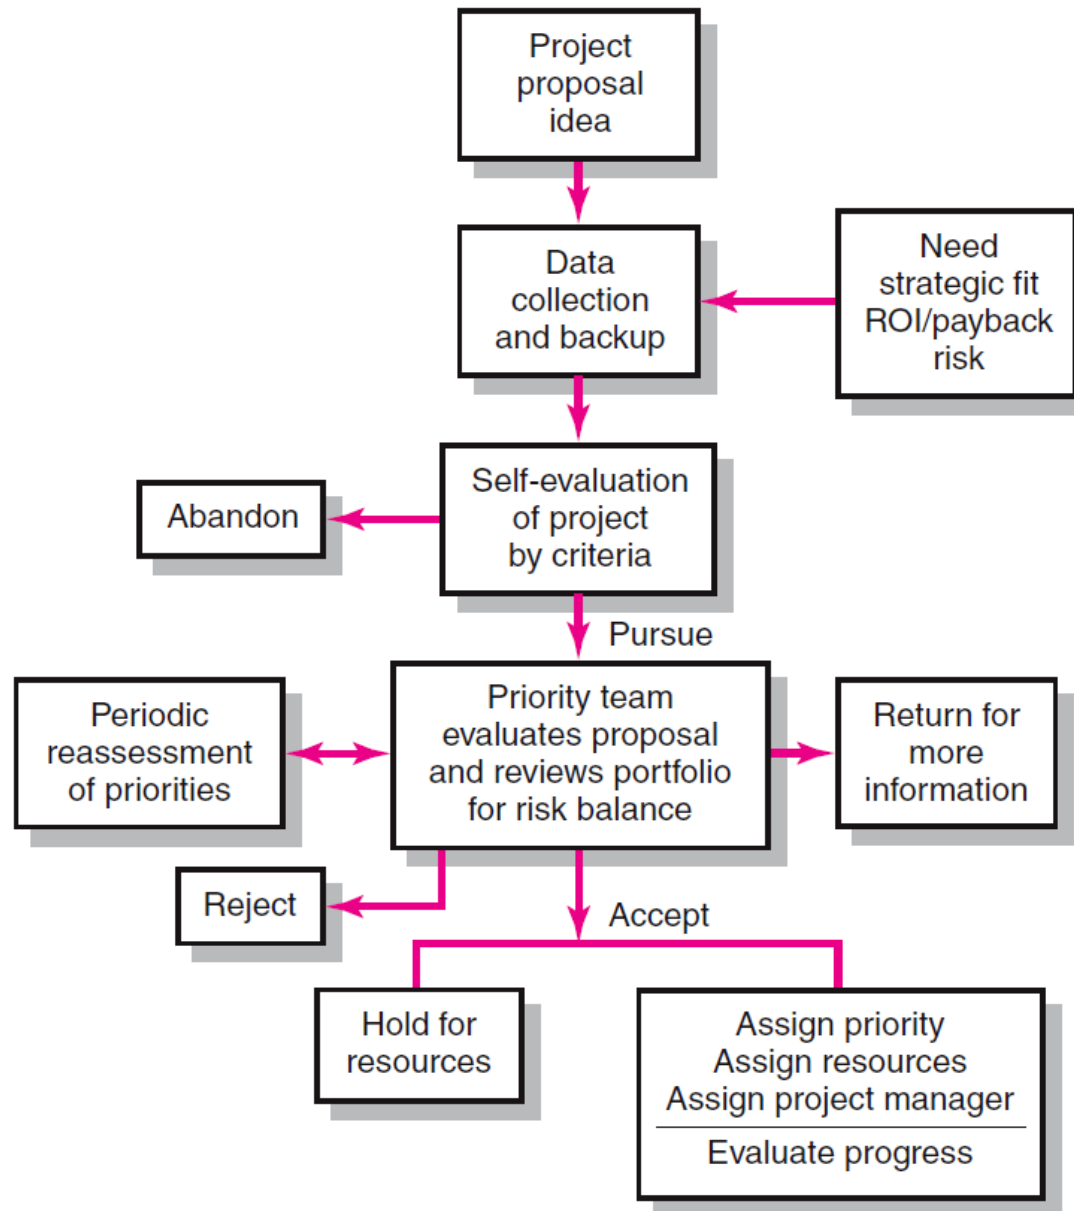 Project
proposal
idea
Data
collection
and backup
Need
strategic fit
ROI/payback
risk
Self-evaluation
of project
by criteria
Abandon
Pursue
Periodic
reassessment
of priorities
Priority team
evaluates proposal
and reviews portfolio
for risk balance
Return for
more
information
Reject
Accept
Hold for
resources
Assign priority
Assign resources
Assign project manager
Evaluate progress